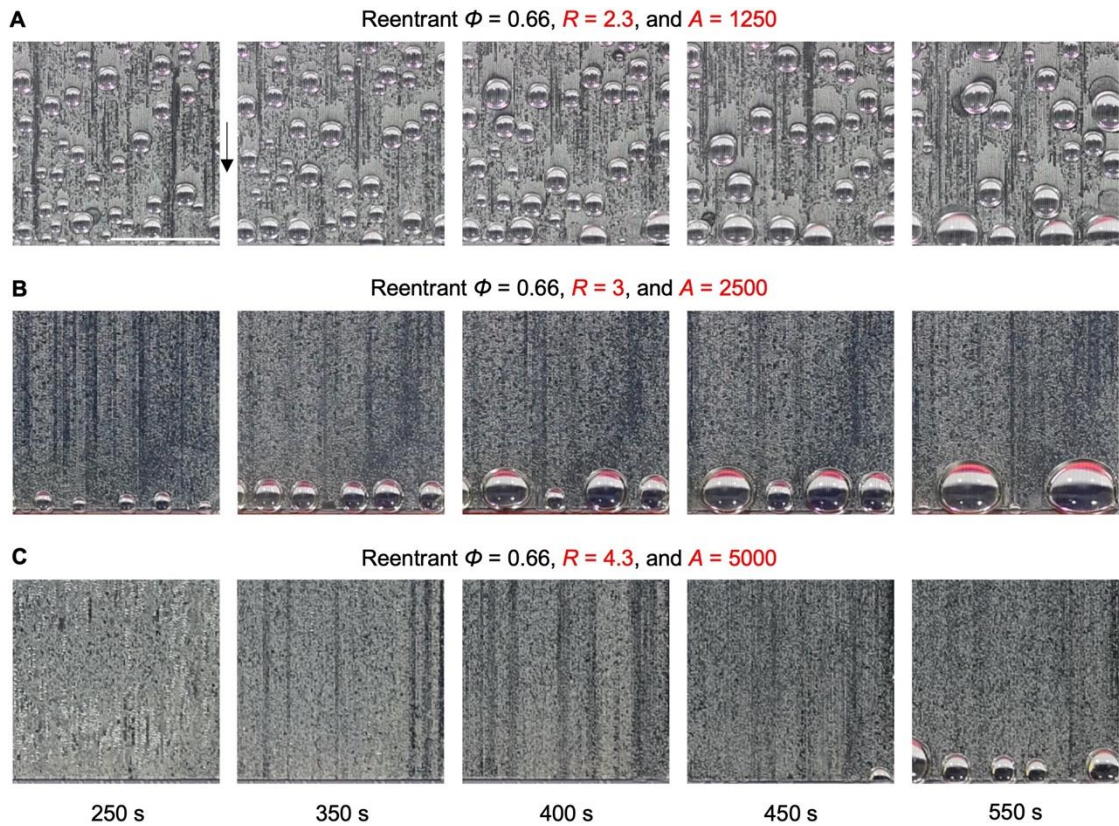 A
Reentrant Φ = 0.66, R = 2.3, and A = 1250
B
Reentrant Φ = 0.66, R = 3, and A = 2500
C
Reentrant Φ = 0.66, R = 4.3, and A = 5000
250 s
350 s
400 s
450 s
550 s